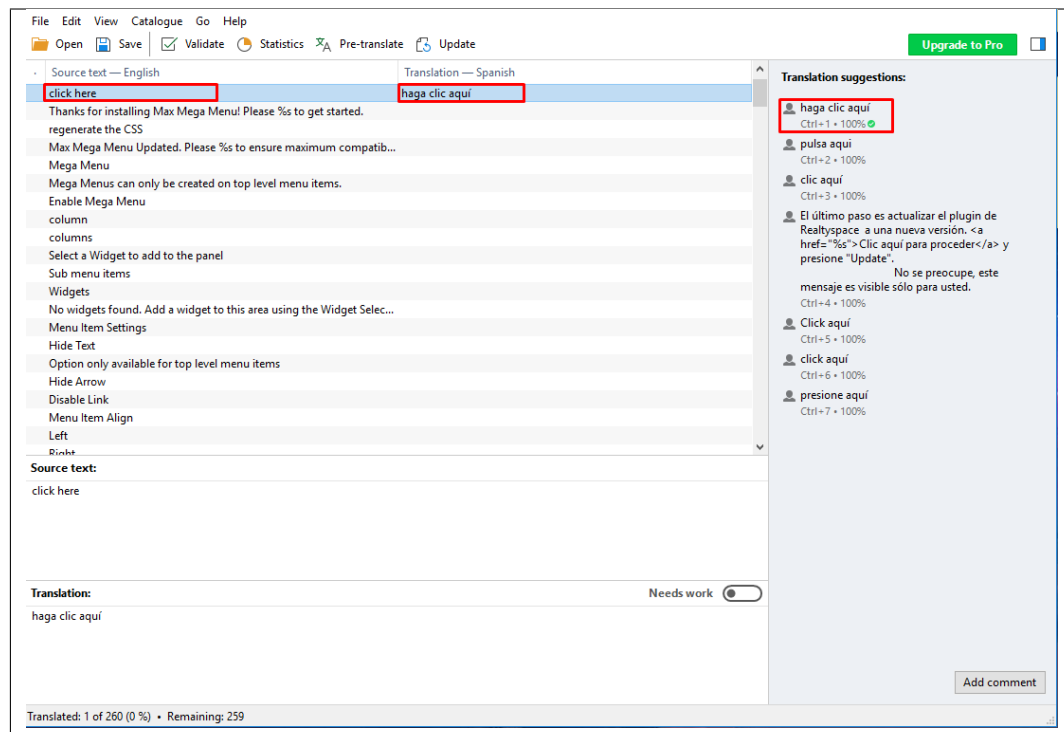 File Edit View Catalogue Go Help
Open Save Validate Statistics Pre-translate Update Upgrade to Pro
Source text — English Translation — Spanish
click here haga clic aquí
Thanks for installing Max Mega Menu! Please %s to get started.
regenerate the CSS
Max Mega Menu Updated. Please %s to ensure maximum compatib...
Mega Menu
Mega Menus can only be created on top level menu items.
Enable Mega Menu
column
columns
Select a Widget to add to the panel
Sub menu items
Widgets
No widgets found. Add a widget to this area using the Widget Selec...
Menu Item Settings
Hide Text
Option only available for top level menu items
Hide Arrow
Disable Link
Menu Item Align
Left
Right
Source text:
click here
Translation: Needs work
haga clic aquí
Translation suggestions:
haga clic aquí
Ctrl+1 • 100%
pulsa aqui
Ctrl+2 • 100%
clic aquí
Ctrl+3 • 100%
El último paso es actualizar el plugin de
Realtyspace a una nueva versión. <a
href="%s">Clic aquí para proceder</a> y
presione "Update".
No se preocupe, este
mensaje es visible sólo para usted.
Ctrl+4 • 100%
Click aquí
Ctrl+5 • 100%
click aquí
Ctrl+6 • 100%
presione aquí
Ctrl+7 • 100%
Add comment
Translated: 1 of 260 (0 %) • Remaining: 259